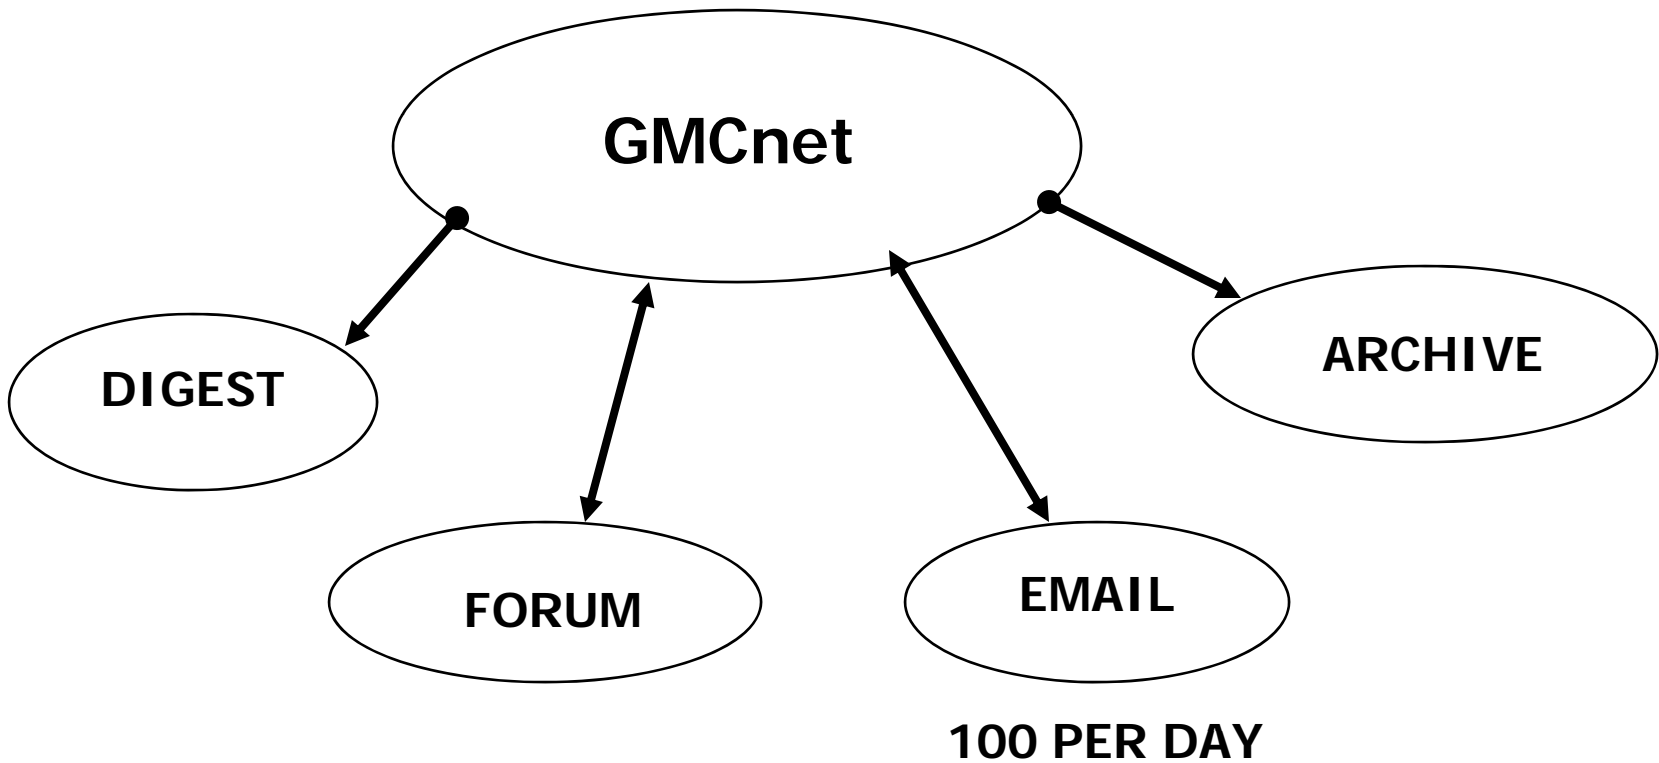 GMCnet
DIGEST
ARCHIVE
FORUM
EMAIL
100 PER DAY